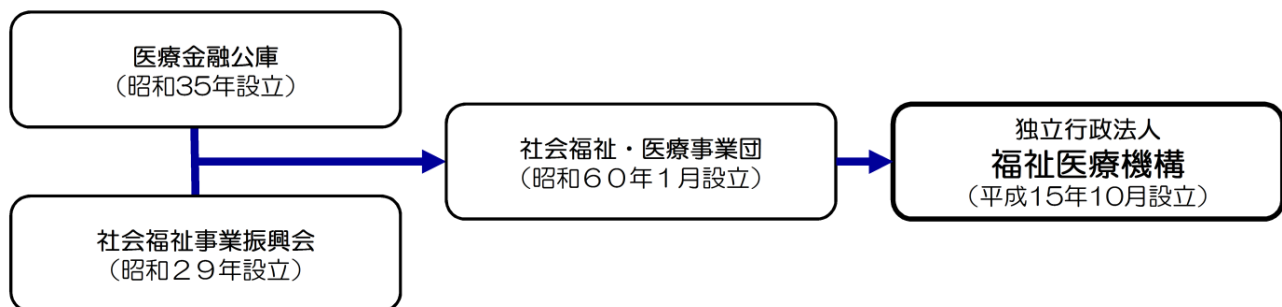 医療金融公庫
（昭和35年設立）
社会福祉事業振興会
（昭和２９年設立）
社会福祉・医療事業団
（昭和６０年１月設立）
独立行政法人
福祉医療機構
（平成15年10月設立）